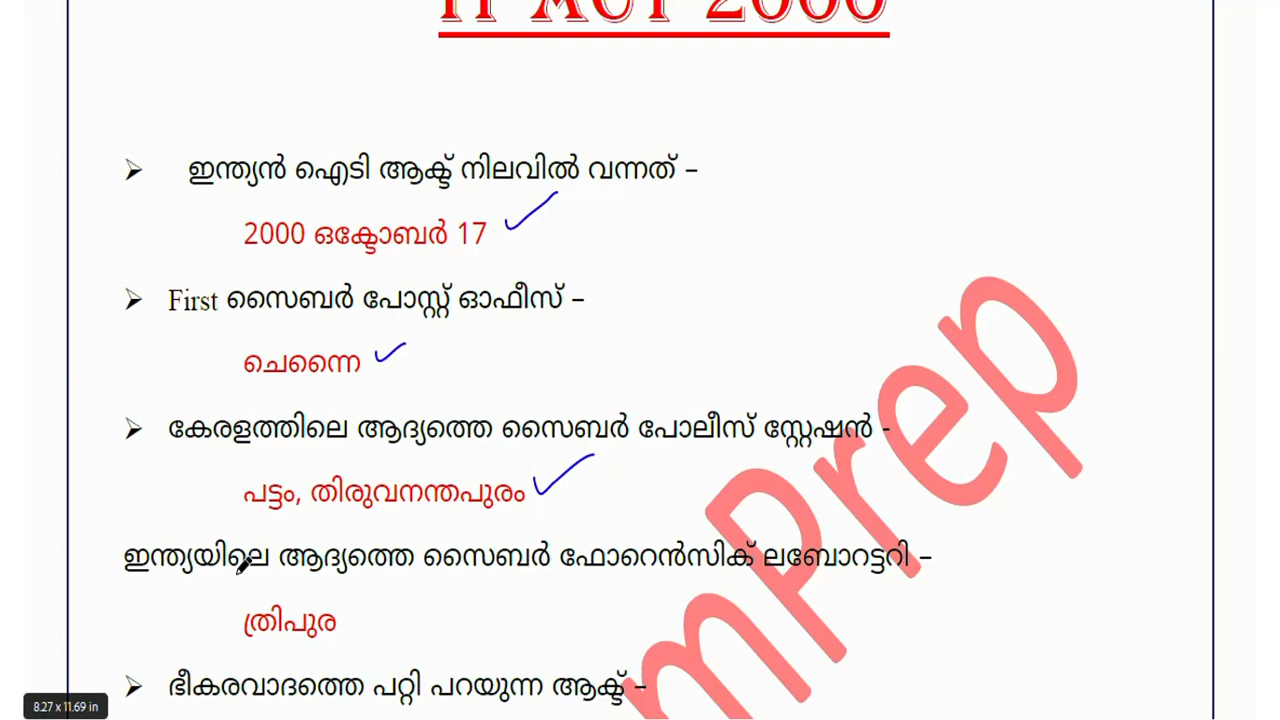 IT ACT 2000
ഇന്ത്യൻ ഐടി ആക്ട് നിലവിൽ വന്നത് –
2000 ഒക്ടോബർ 17
First സൈബർ പോസ്റ്റ് ഓഫീസ് –
ചെന്നൈ
കേരളത്തിലെ ആദ്യത്തെ സൈബർ പോലീസ് സ്റ്റേഷൻ -
പട്ടം, തിരുവനന്തപുരം
ഇന്ത്യയിലെ ആദ്യത്തെ സൈബർ ഫോറെൻസിക് ലബോറട്ടറി –
ത്രിപുര
ഭീകരവാദത്തെ പറ്റി പറയുന്ന ആക്ട് –
mPrep
8.27 x 11.69 in